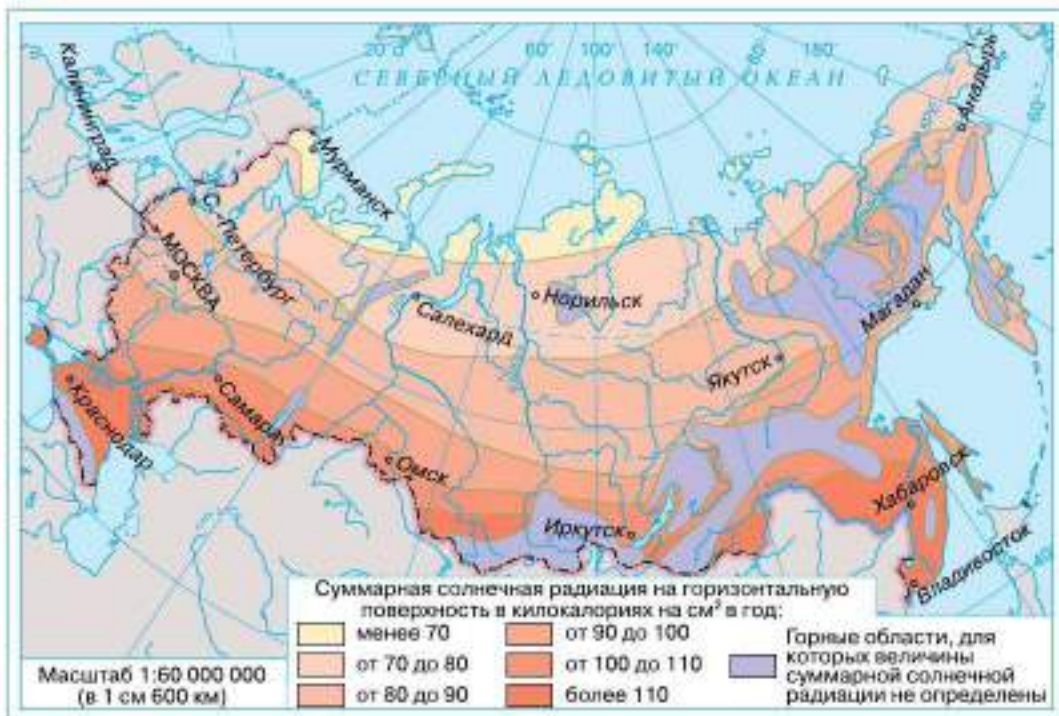 20°
60°
100°
140°
180°
СЕВЕРНЫЙ ЛЕДОВИТЫЙ ОКЕАН
Калининград
Мурманск
Анадырь
С.-Петербург
МОСКВА
Салехард
Норильск
Магадан
Якутск
Краснодар
Самара
Омск
Иркутск
Хабаровск
Владивосток
Суммарная солнечная радиация на горизонтальную
поверхность в килокалориях на см² в год:
менее 70
от 70 до 80
от 80 до 90
от 90 до 100
от 100 до 110
более 110
Горные области, для
которых величины
суммарной солнечной
радиации не определены
Масштаб 1:60 000 000
(в 1 см 600 км)